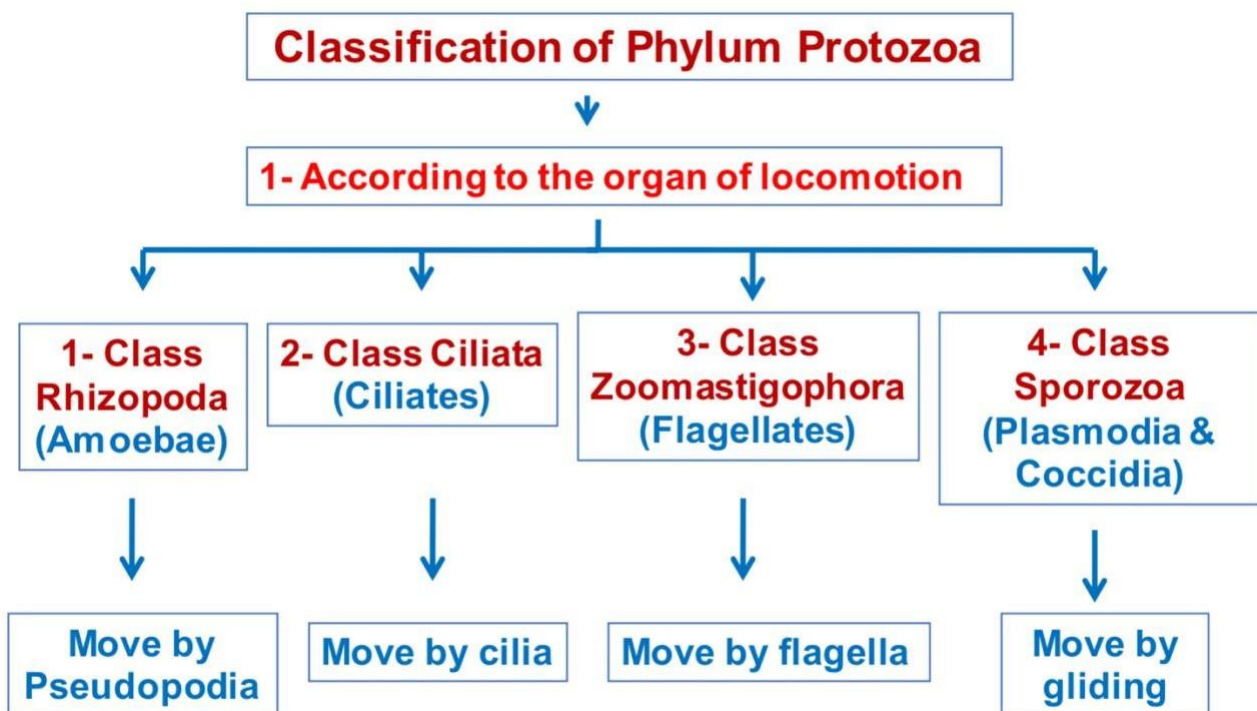 Classification of Phylum Protozoa
1- According to the organ of locomotion
1- Class
Rhizopoda
(Amoebae)
2- Class Ciliata
(Ciliates)
3- Class
Zoomastigophora
(Flagellates)
4- Class
Sporozoa
(Plasmodia &
Coccidia)
Move by
Pseudopodia
Move by cilia
Move by flagella
Move by
gliding